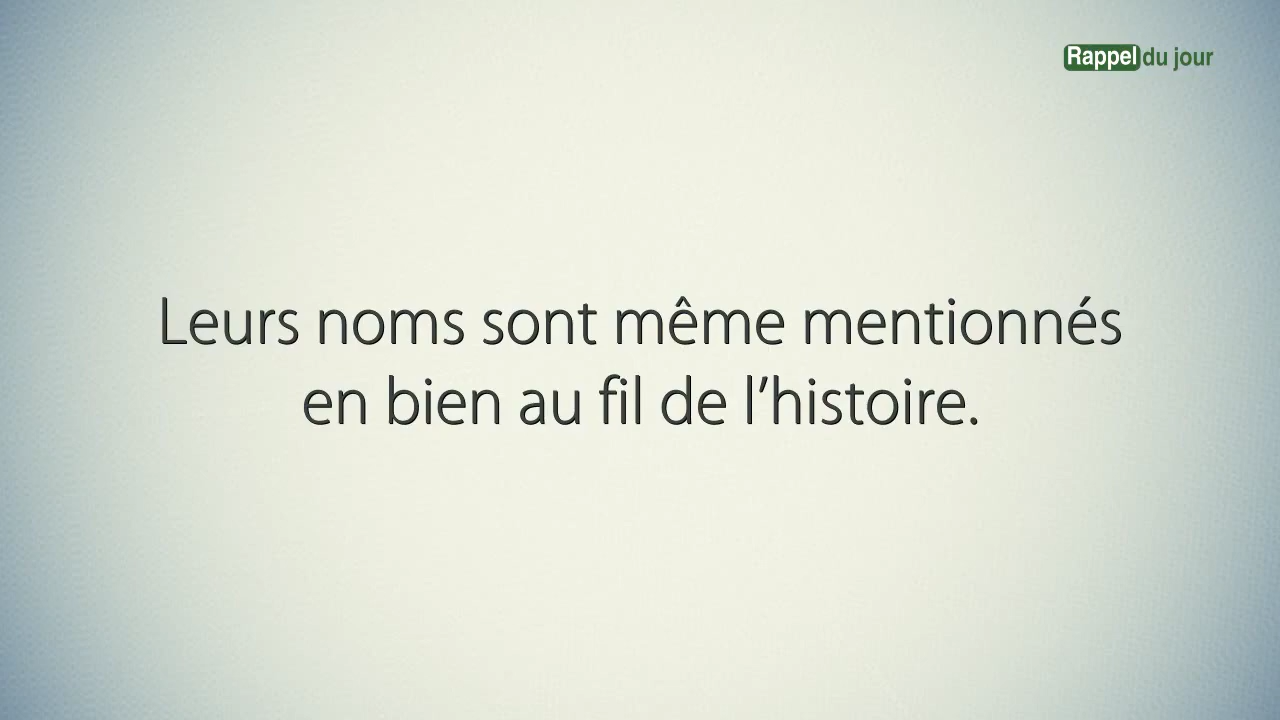 Rappel du jour
Leurs noms sont même mentionnés
en bien au fil de l’histoire.